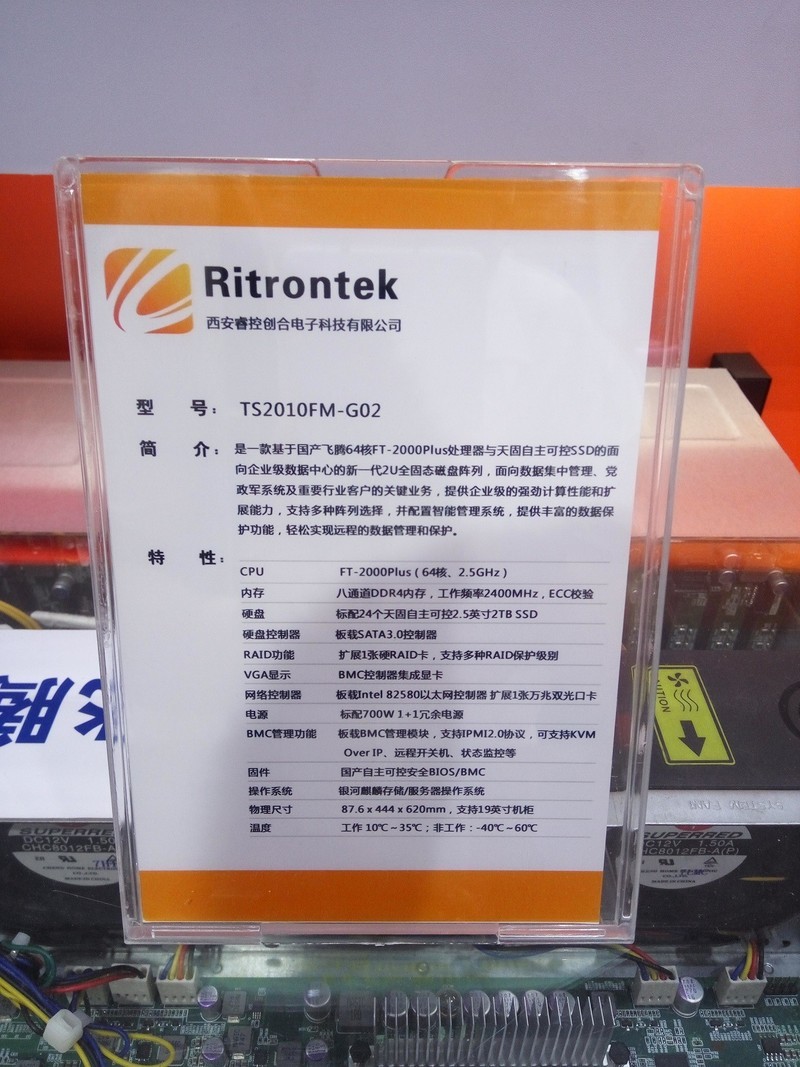 Ritrontek
西安睿控创合电子科技有限公司
型 号： TS2010FM-G02
简 介：是一款基于国产飞腾64核FT-2000Plus处理器与天固自主可控SSD的面
向企业级数据中心的新一代2U全固态磁盘阵列，面向数据集中管理、党
政军系统及重要行业客户的关键业务，提供企业级的强劲计算性能和扩
展能力，支持多种阵列选择，并配置智能管理系统，提供丰富的数据保
护功能，轻松实现远程的数据管理和保护。
特 性：
CPU FT-2000Plus（64核、2.5GHz）
内存 八通道DDR4内存，工作频率2400MHz，ECC校验
硬盘 标配24个天固自主可控2.5英寸2TB SSD
硬盘控制器 板载SATA3.0控制器
RAID功能 扩展1张硬RAID卡，支持多种RAID保护级别
VGA显示 BMC控制器集成显卡
网络控制器 板载Intel 82580以太网控制器 扩展1张万兆双光口卡
电源 标配700W 1+1冗余电源
BMC管理功能 板载BMC管理模块，支持IPMI2.0协议，可支持KVM
Over IP、远程开关机、状态监控等
固件 国产自主可控安全BIOS/BMC
操作系统 银河麒麟存储/服务器操作系统
物理尺寸 87.6 x 444 x 620mm，支持19英寸机柜
温度 工作 10℃～35℃；非工作：-40℃～60℃
飞腾
CAUTION
SYSTEM FAN
SUPERRED
DC12V 1.50A
CHC8012FB-A(P)
SUPERRED
DC12V 1.50A
CHC8012FB-A(P)